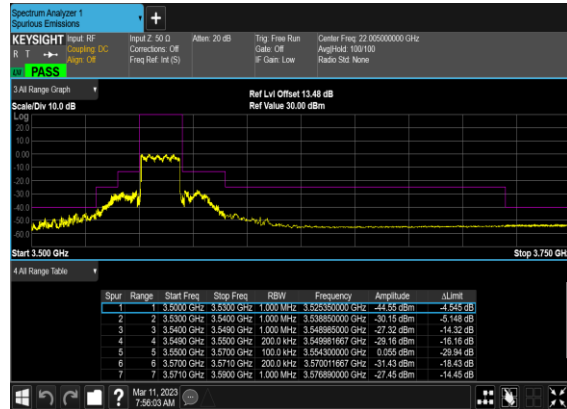 Spectrum Analyzer 1
Spurious Emissions
+
KEYSIGHT Input: RF Input Z: 50 Ω Atten: 20 dB Trig: Free Run Center Freq: 22.005000000 GHz
R T Coupling: DC Corrections: Off Gate: Off Avg|Hold: 100/100
Align: Off Freq Ref: Int (S) IF Gain: Low Radio Std: None
PASS
3 All Range Graph
Ref Lvl Offset 13.48 dB
Scale/Div 10.0 dB Ref Value 30.00 dBm
Log
20.0
10.0
0.00
-10.0
-20.0
-30.0
-40.0
-50.0
-60.0
Start 3.500 GHz Stop 3.750 GHz
4 All Range Table
Spur Range Start Freq Stop Freq RBW Frequency Amplitude ΔLimit
1 1 3.5000 GHz 3.5300 GHz 1.000 MHz 3.525350000 GHz -44.55 dBm -4.545 dB
2 2 3.5300 GHz 3.5400 GHz 1.000 MHz 3.538850000 GHz -30.15 dBm -5.148 dB
3 3 3.5400 GHz 3.5490 GHz 1.000 MHz 3.548985000 GHz -27.32 dBm -14.32 dB
4 4 3.5490 GHz 3.5500 GHz 200.0 kHz 3.549981667 GHz -29.16 dBm -16.16 dB
5 5 3.5500 GHz 3.5700 GHz 100.0 kHz 3.554300000 GHz 0.055 dBm -29.94 dB
6 6 3.5700 GHz 3.5710 GHz 200.0 kHz 3.570011667 GHz -31.43 dBm -18.43 dB
7 7 3.5710 GHz 3.5900 GHz 1.000 MHz 3.576890000 GHz -27.45 dBm -14.45 dB
? Mar 11, 2023
7:56:03 AM